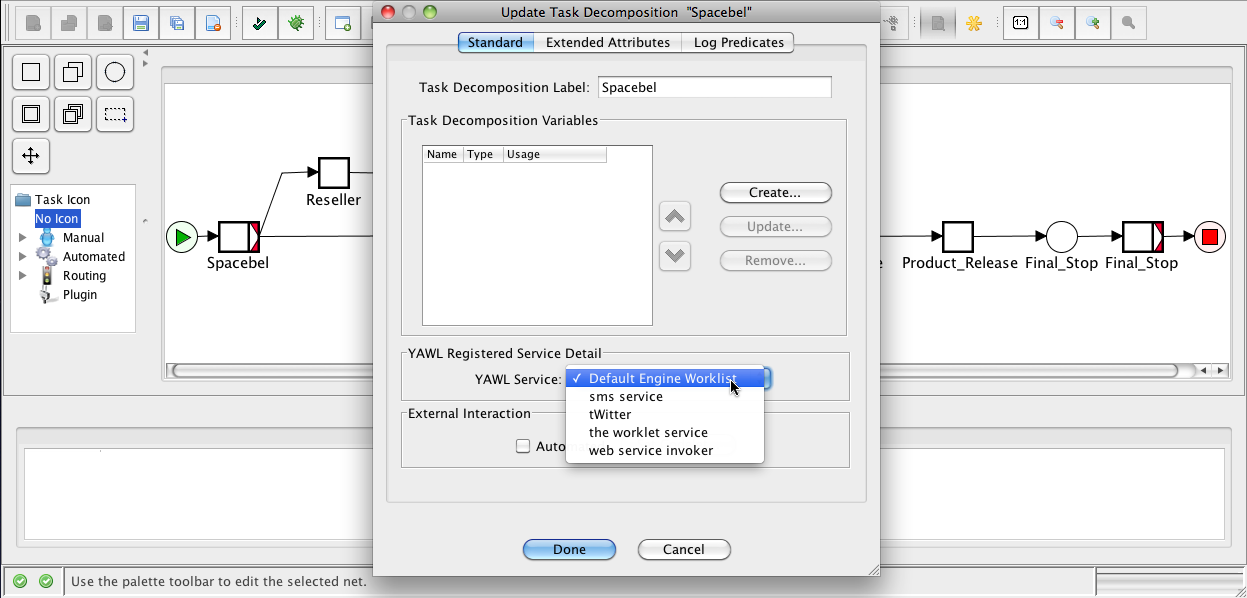 Update Task Decomposition "Spacebel"
1:1
Standard
Extended Attributes
Log Predicates
Task Decomposition Label:
Spacebel
Task Decomposition Variables
Name Type Usage
Create...
Update...
Remove...
Task Icon
No Icon
Manual
Automated
Routing
Plugin
Reseller
Spacebel
Product_Release
Final_Stop
Final_Stop
YAWL Registered Service Detail
YAWL Service:
✓ Default Engine Worklist
sms service
tWitter
the worklet service
web service invoker
External Interaction
Done
Cancel
Use the palette toolbar to edit the selected net.